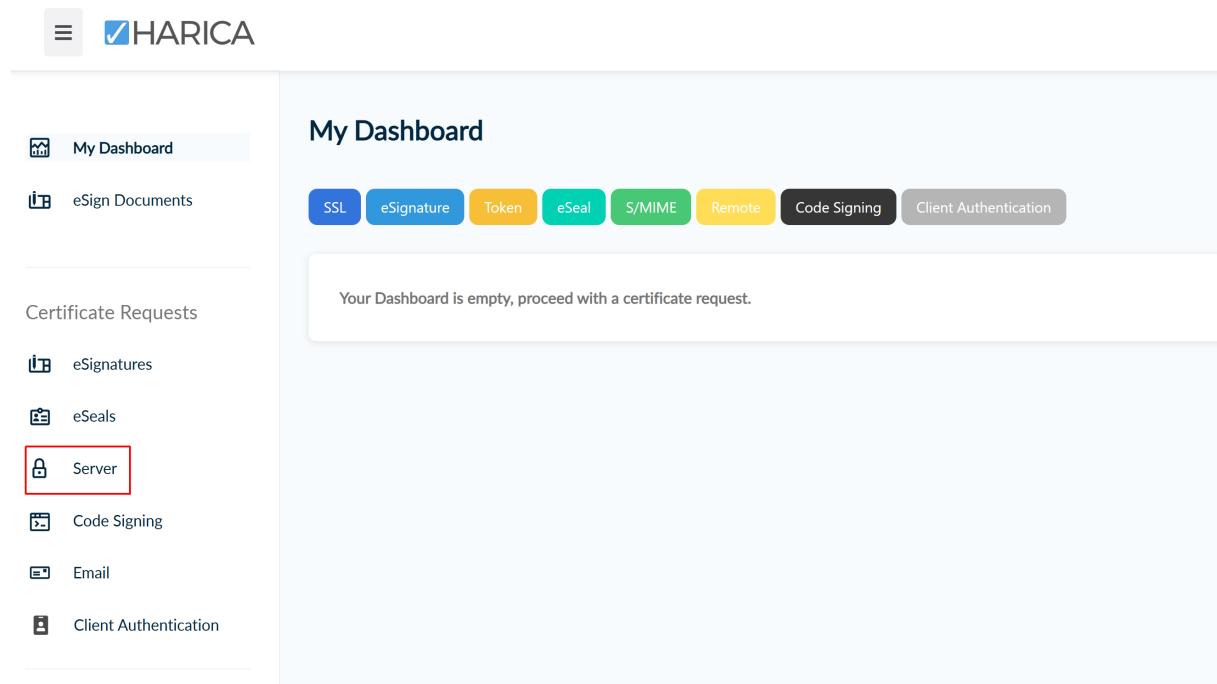 HARICA
My Dashboard
eSign Documents
Certificate Requests
eSignatures
eSeals
Server
Code Signing
Email
Client Authentication
My Dashboard
SSL eSignature Token eSeal S/MIME Remote Code Signing Client Authentication
Your Dashboard is empty, proceed with a certificate request.